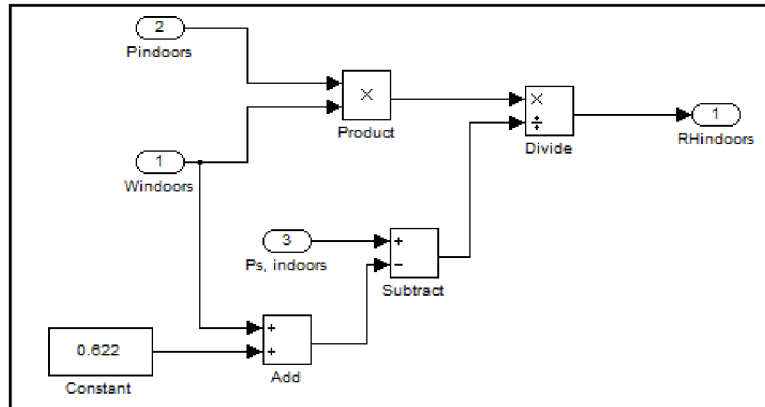 2
Pindoors
×
Product
×
÷
Divide
1
RHindoors
1
Windoors
3
Ps, indoors
+
−
Subtract
0.622
Constant
+
+
Add